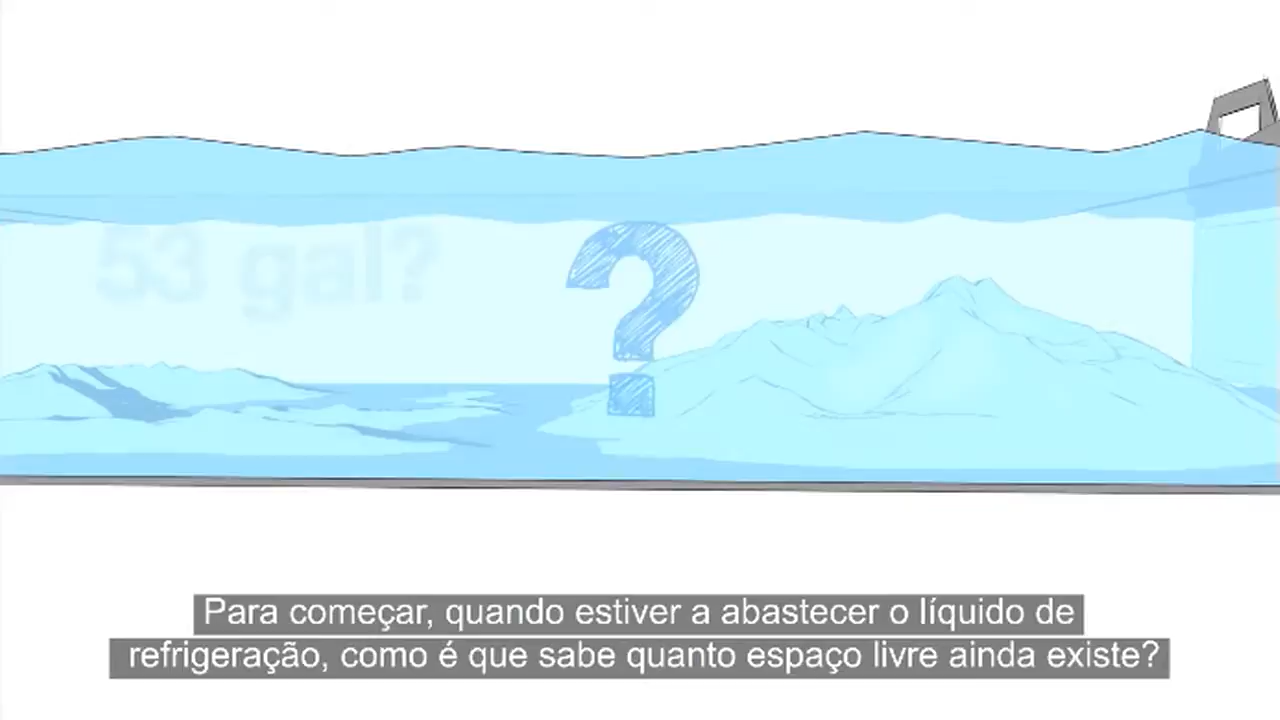 53 gal?
?
Para começar, quando estiver a abastecer o líquido de
refrigeração, como é que sabe quanto espaço livre ainda existe?